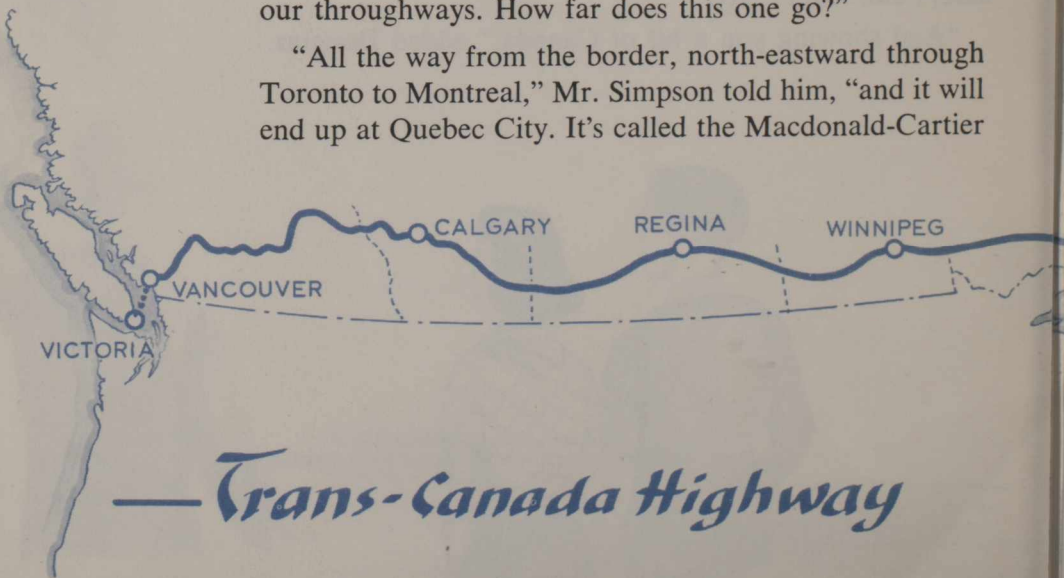 our throughways. How far does this one go?”
“All the way from the border, north-eastward through
Toronto to Montreal,” Mr. Simpson told him, “and it will
end up at Quebec City. It’s called the Macdonald-Cartier
CALGARY
REGINA
WINNIPEG
VANCOUVER
VICTORIA
Trans-Canada Highway